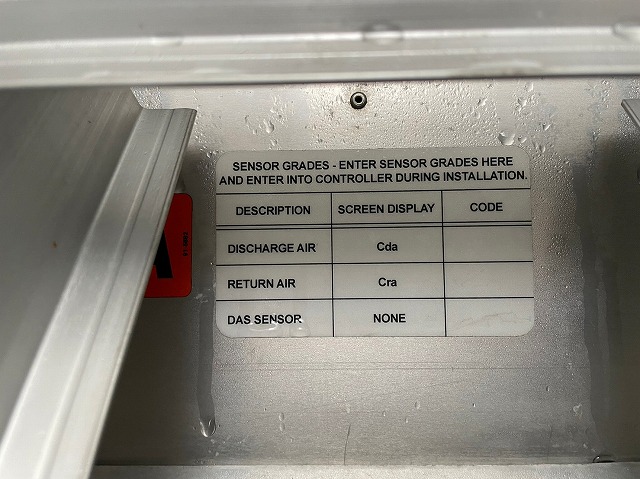 SENSOR GRADES - ENTER SENSOR GRADES HERE
AND ENTER INTO CONTROLLER DURING INSTALLATION.
DESCRIPTION SCREEN DISPLAY CODE
DISCHARGE AIR Cda
RETURN AIR Cra
DAS SENSOR NONE